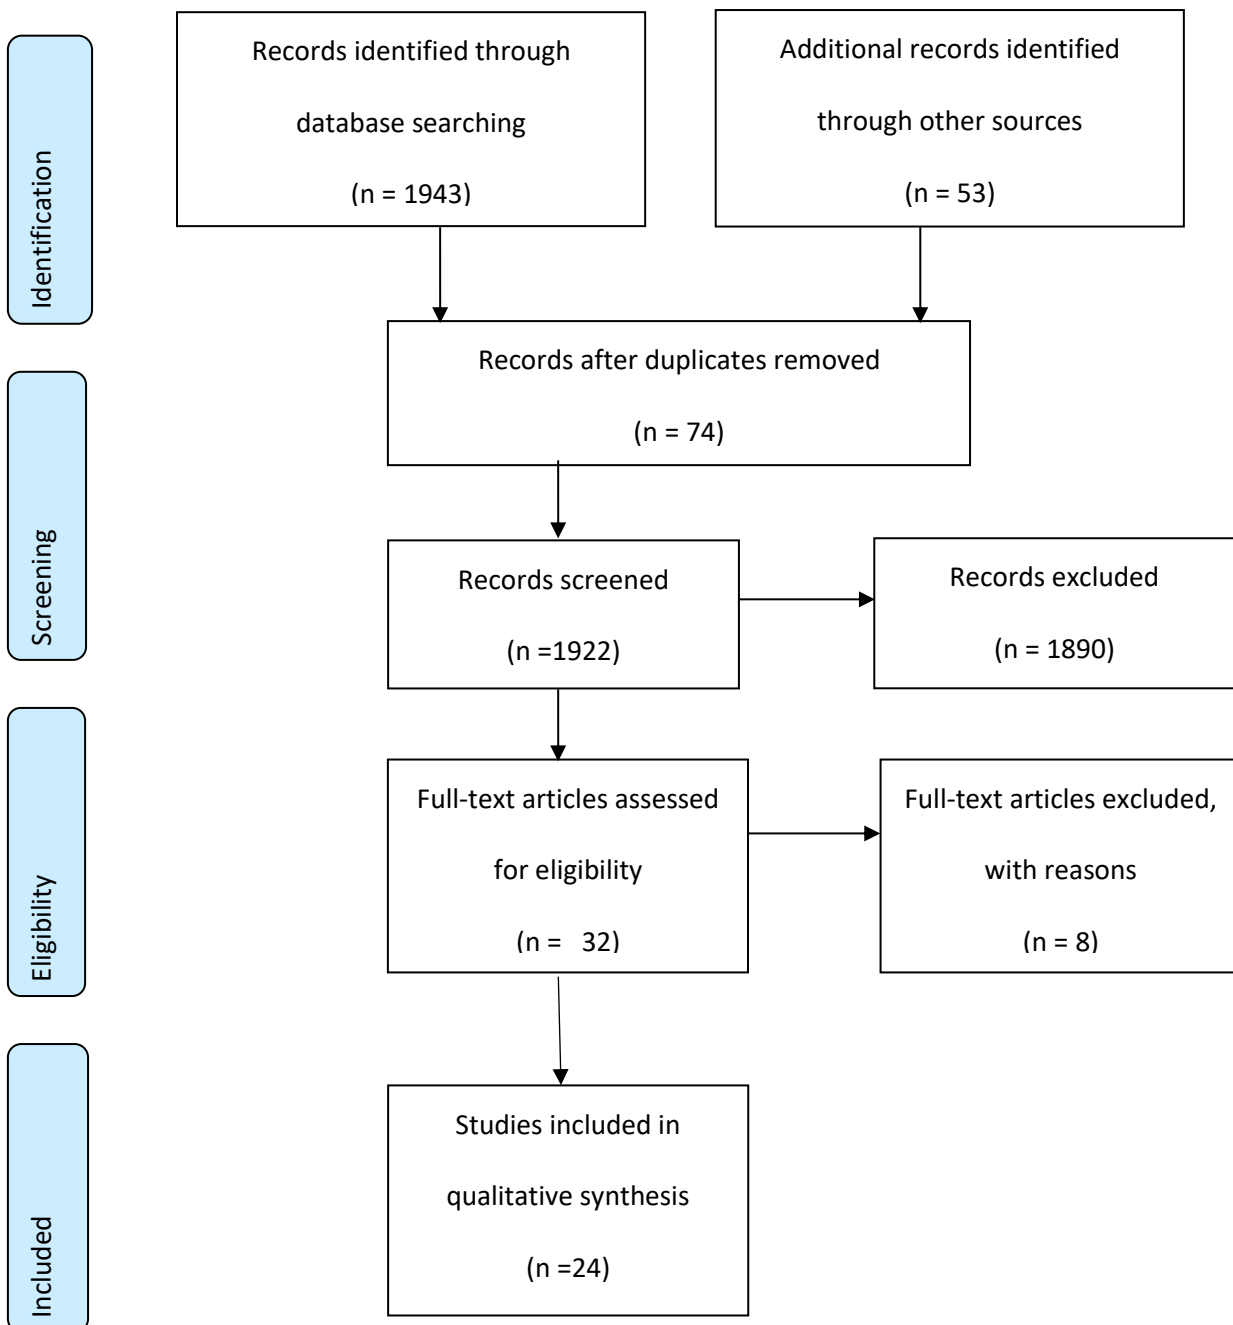 Identification
Records identified through
database searching
(n = 1943)
Additional records identified
through other sources
(n = 53)
Records after duplicates removed
(n = 74)
Screening
Records screened
(n =1922)
Records excluded
(n = 1890)
Eligibility
Full-text articles assessed
for eligibility
(n =   32)
Full-text articles excluded,
with reasons
(n = 8)
Included
Studies included in
qualitative synthesis
(n =24)